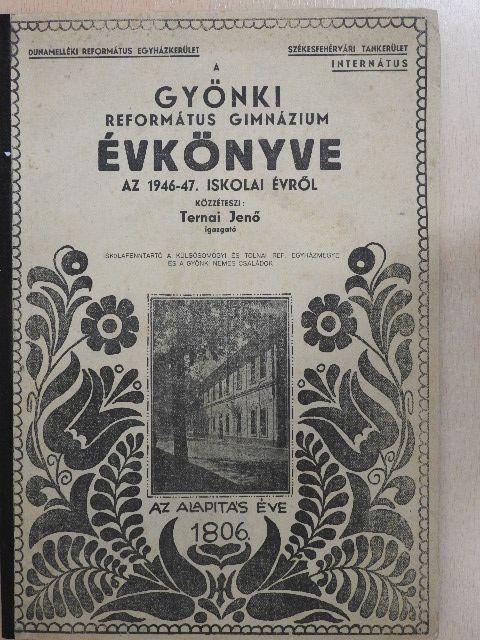 DUNAMELLÉKI REFORMÁTUS EGYHÁZKERÜLET
SZÉKESFEHÉRVÁRI TANKERÜLET
INTERNÁTUS
A
GYÖNKI
REFORMÁTUS GIMNÁZIUM
ÉVKÖNYVE
AZ 1946-47. ISKOLAI ÉVRŐL
KÖZZÉTESZI:
Ternai Jenő
igazgató
ISKOLAFENNTARTÓ A KÜLSŐSOMOGYI ÉS TOLNAI REF. EGYHÁZMEGYE
ÉS A GYÖNKI NEMES CSALÁDOK
AZ ALAPITÁS ÉVE
1806.